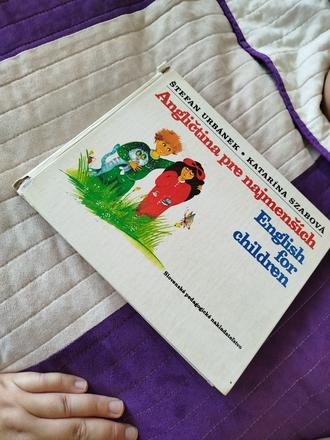 ŠTEFAN URBÁNEK • KATARÍNA SZABOVÁ
Angličtina pre najmenších
English
for
children
Slovenské pedagogické nakladateľstvo